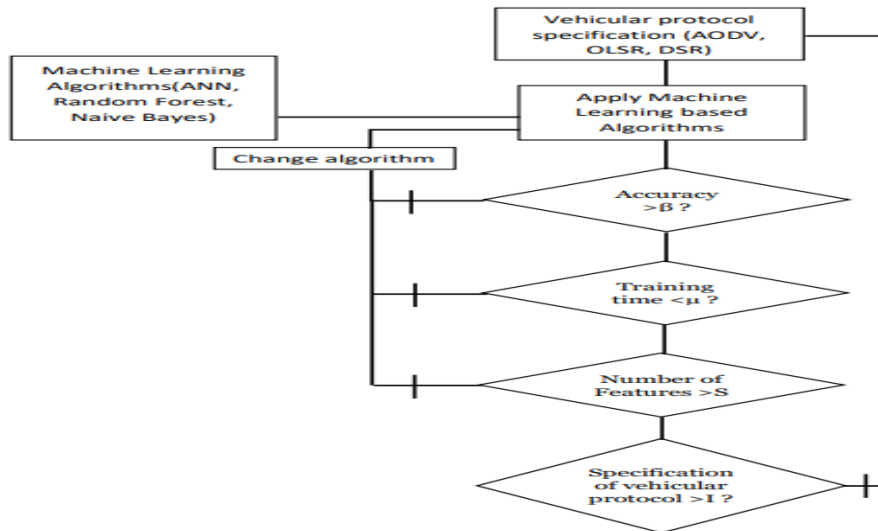 Vehicular protocol
specification (AODV,
OLSR, DSR)
Machine Learning
Algorithms(ANN,
Random Forest,
Naive Bayes)
Apply Machine
Learning based
Algorithms
Change algorithm
Accuracy
>β ?
Training
time <μ ?
Number of
Features >S
Specification
of vehicular
protocol >I ?